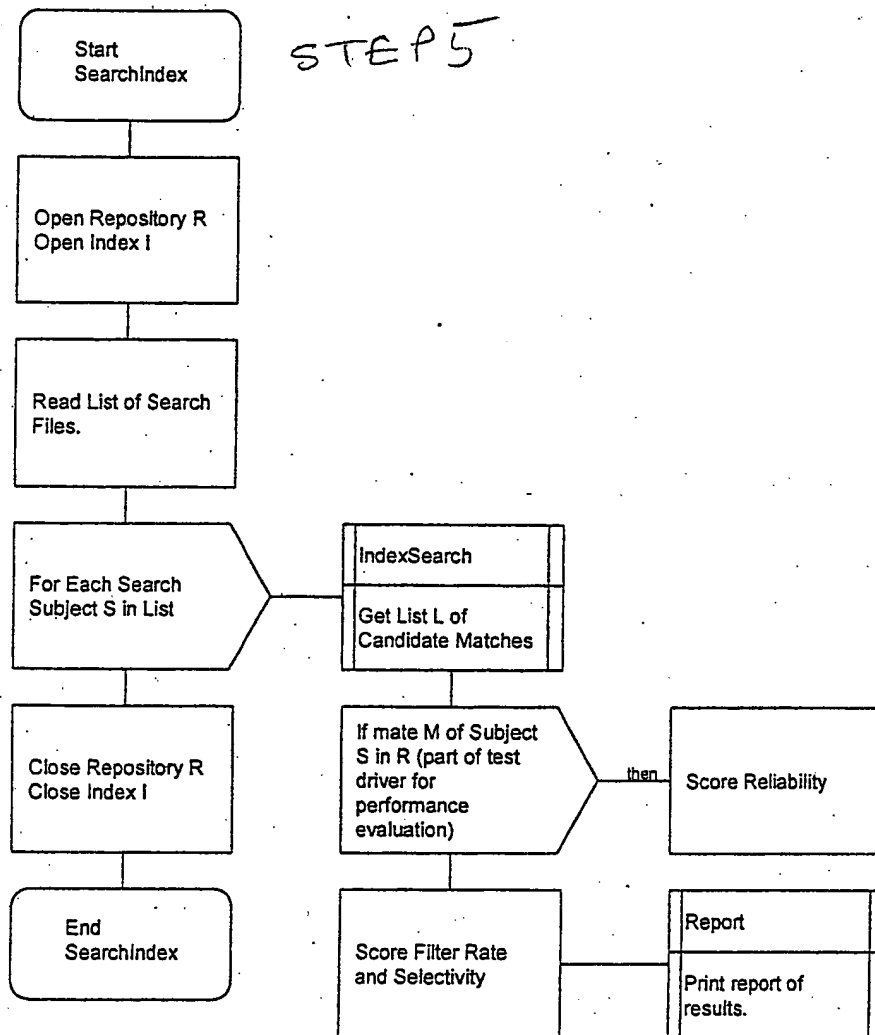 Start
SearchIndex
STEP 5
Open Repository R
Open Index I
Read List of Search
Files.
For Each Search
Subject S in List
IndexSearch
Get List L of
Candidate Matches
If mate M of Subject
S in R (part of test
driver for
performance
evaluation)
then
Score Reliability
Close Repository R
Close Index I
Score Filter Rate
and Selectivity
Report
Print report of
results.
End
SearchIndex